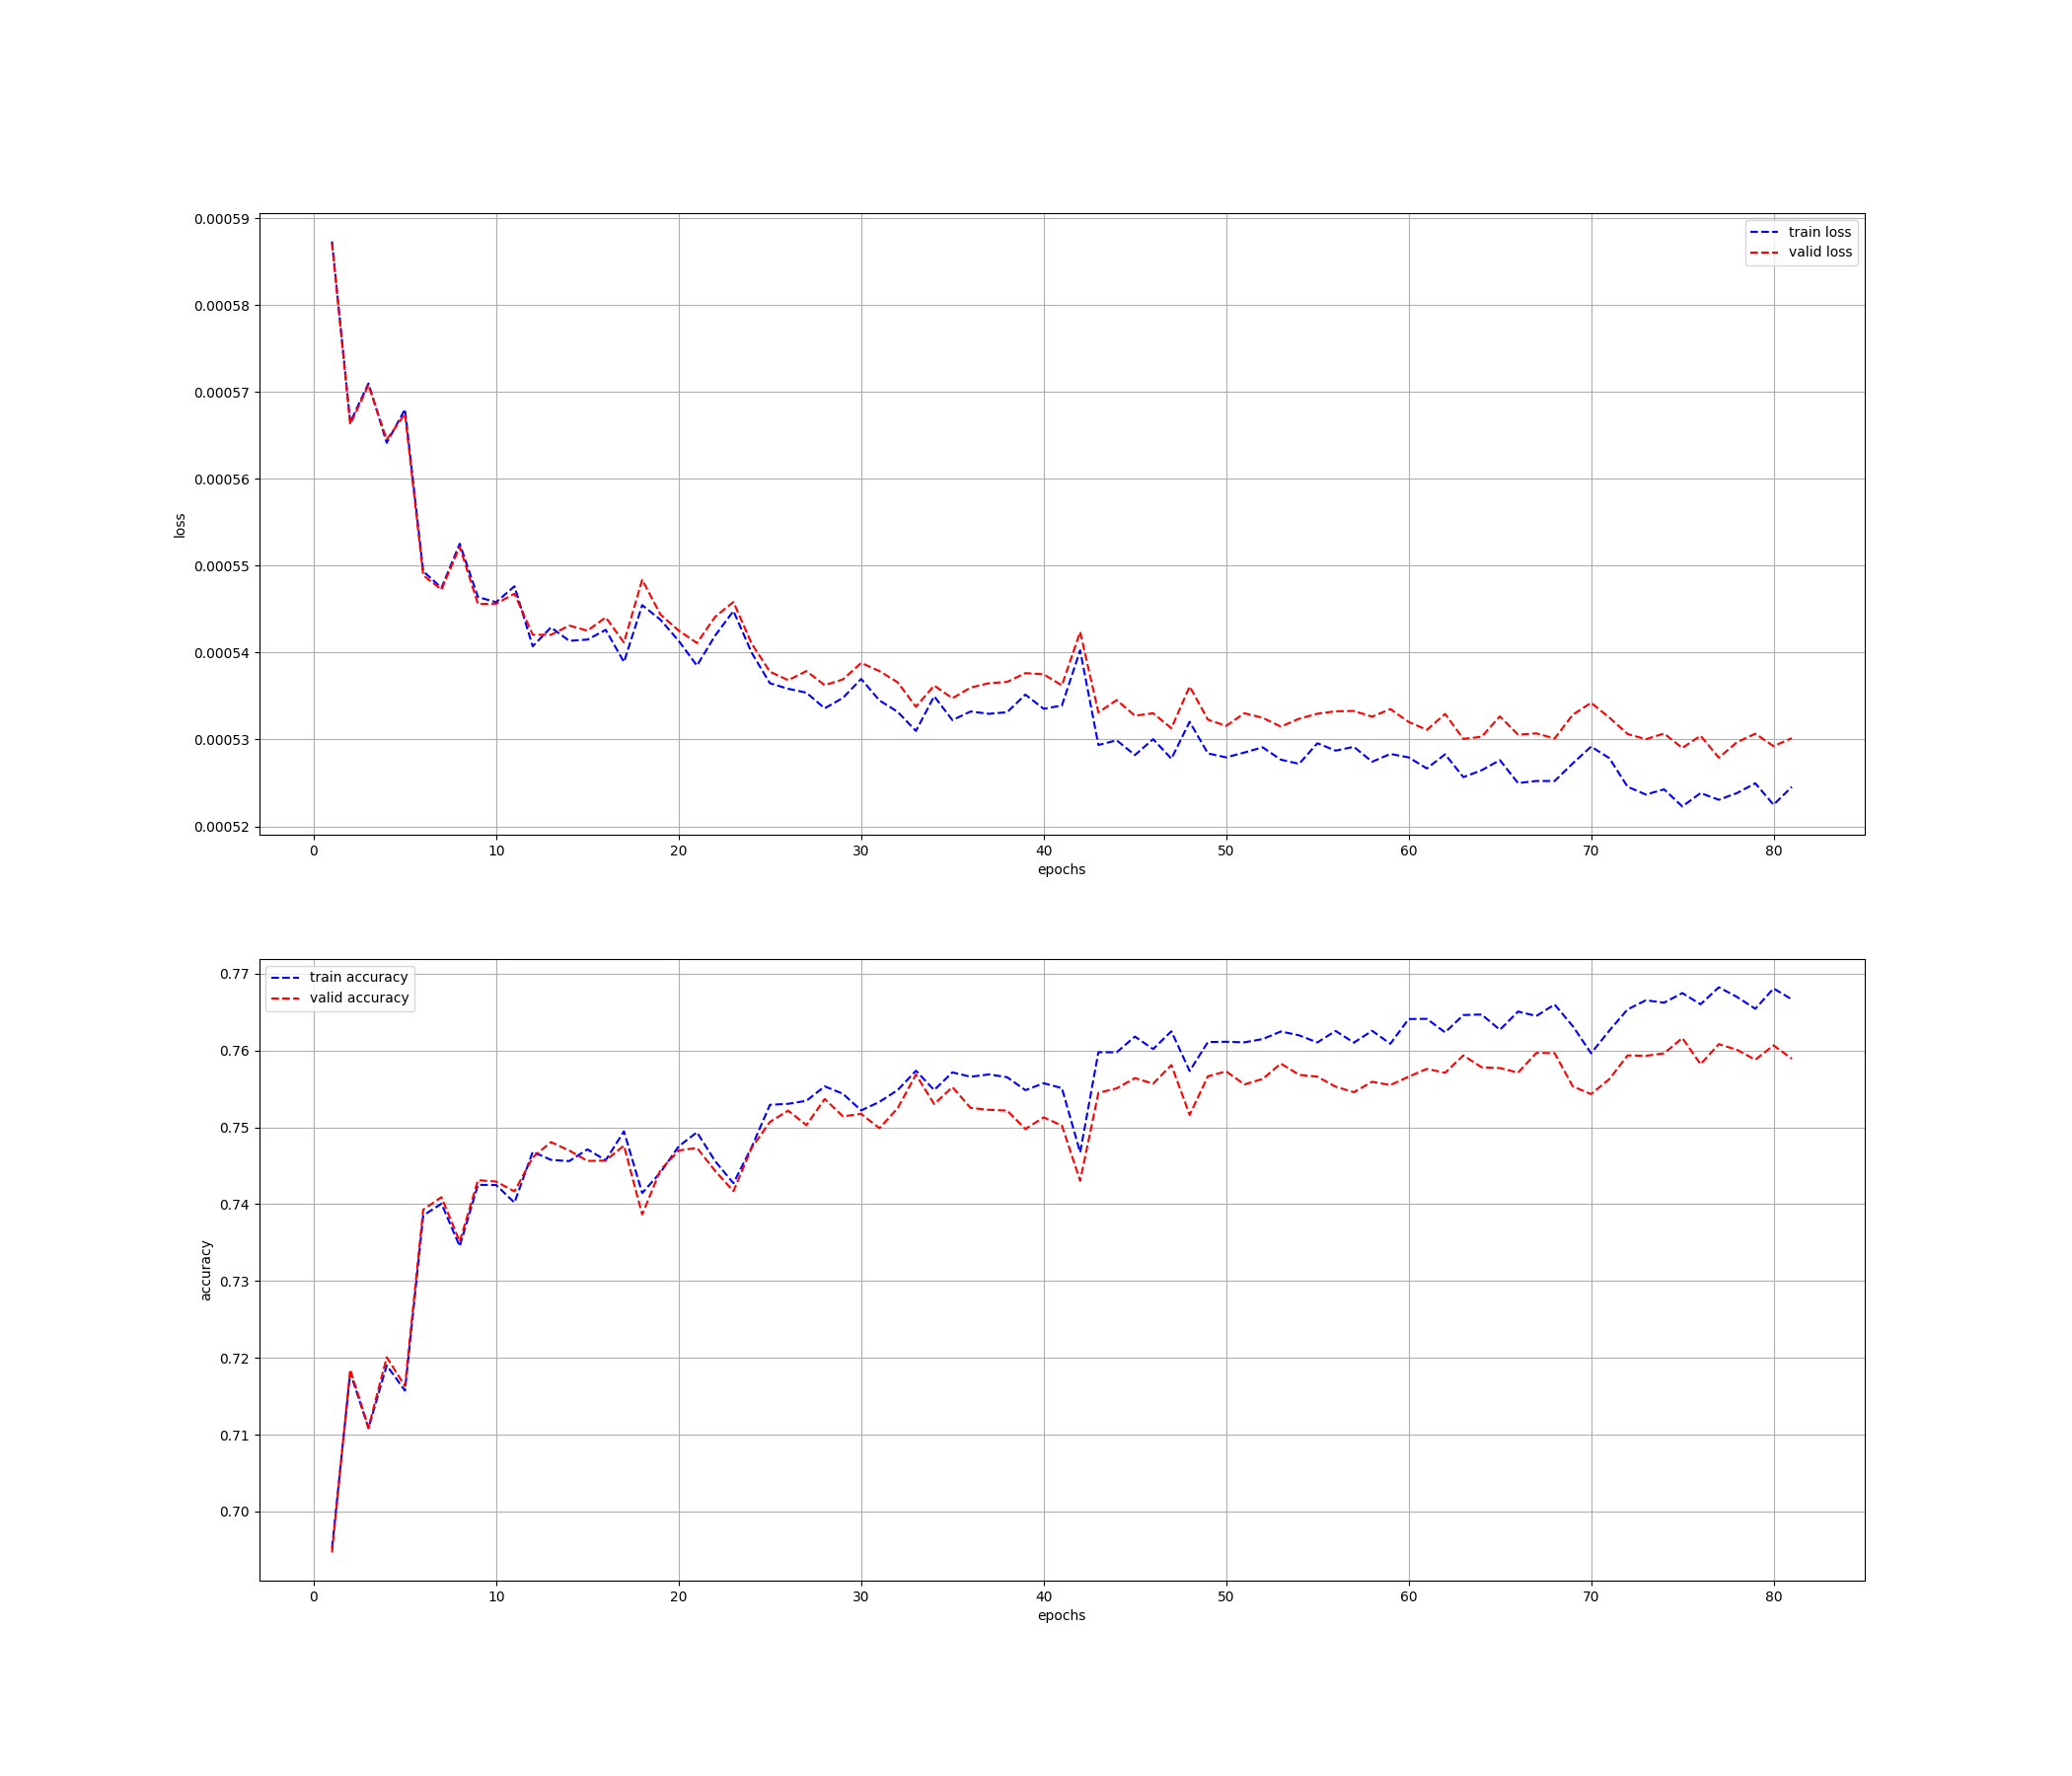 0.00059
train loss
valid loss
0.00058
0.00057
0.00056
loss
0.00055
0.00054
0.00053
0.00052
0 10 20 30 40 50 60 70 80
epochs
0.77
train accuracy
valid accuracy
0.76
0.75
0.74
accuracy
0.73
0.72
0.71
0.70
0 10 20 30 40 50 60 70 80
epochs